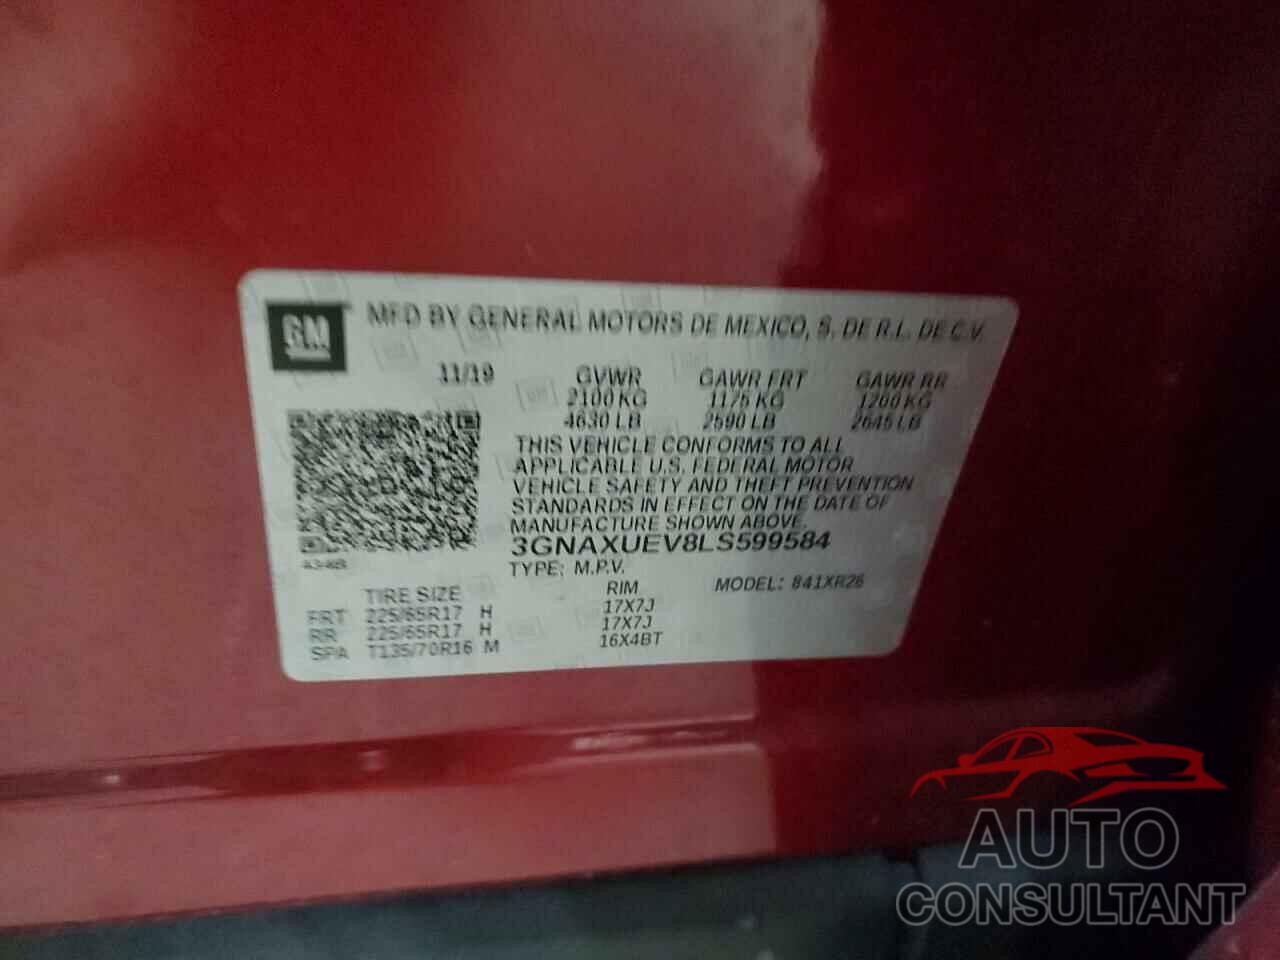 GM MFD BY GENERAL MOTORS DE MEXICO, S. DE R.L. DE C.V.
11/19 GVWR GAWR FRT GAWR RR
2100 KG 1175 KG 1200 KG
4630 LB 2590 LB 2645 LB
THIS VEHICLE CONFORMS TO ALL
APPLICABLE U.S. FEDERAL MOTOR
VEHICLE SAFETY AND THEFT PREVENTION
STANDARDS IN EFFECT ON THE DATE OF
MANUFACTURE SHOWN ABOVE.
3GNAXUEV8LS599584
TYPE: M.P.V. MODEL: 841XR26
TIRE SIZE RIM
FRT 225/65R17 H 17X7J
RR 225/65R17 H 17X7J
SPA T135/70R16 M 16X4BT
AUTO
CONSULTANT